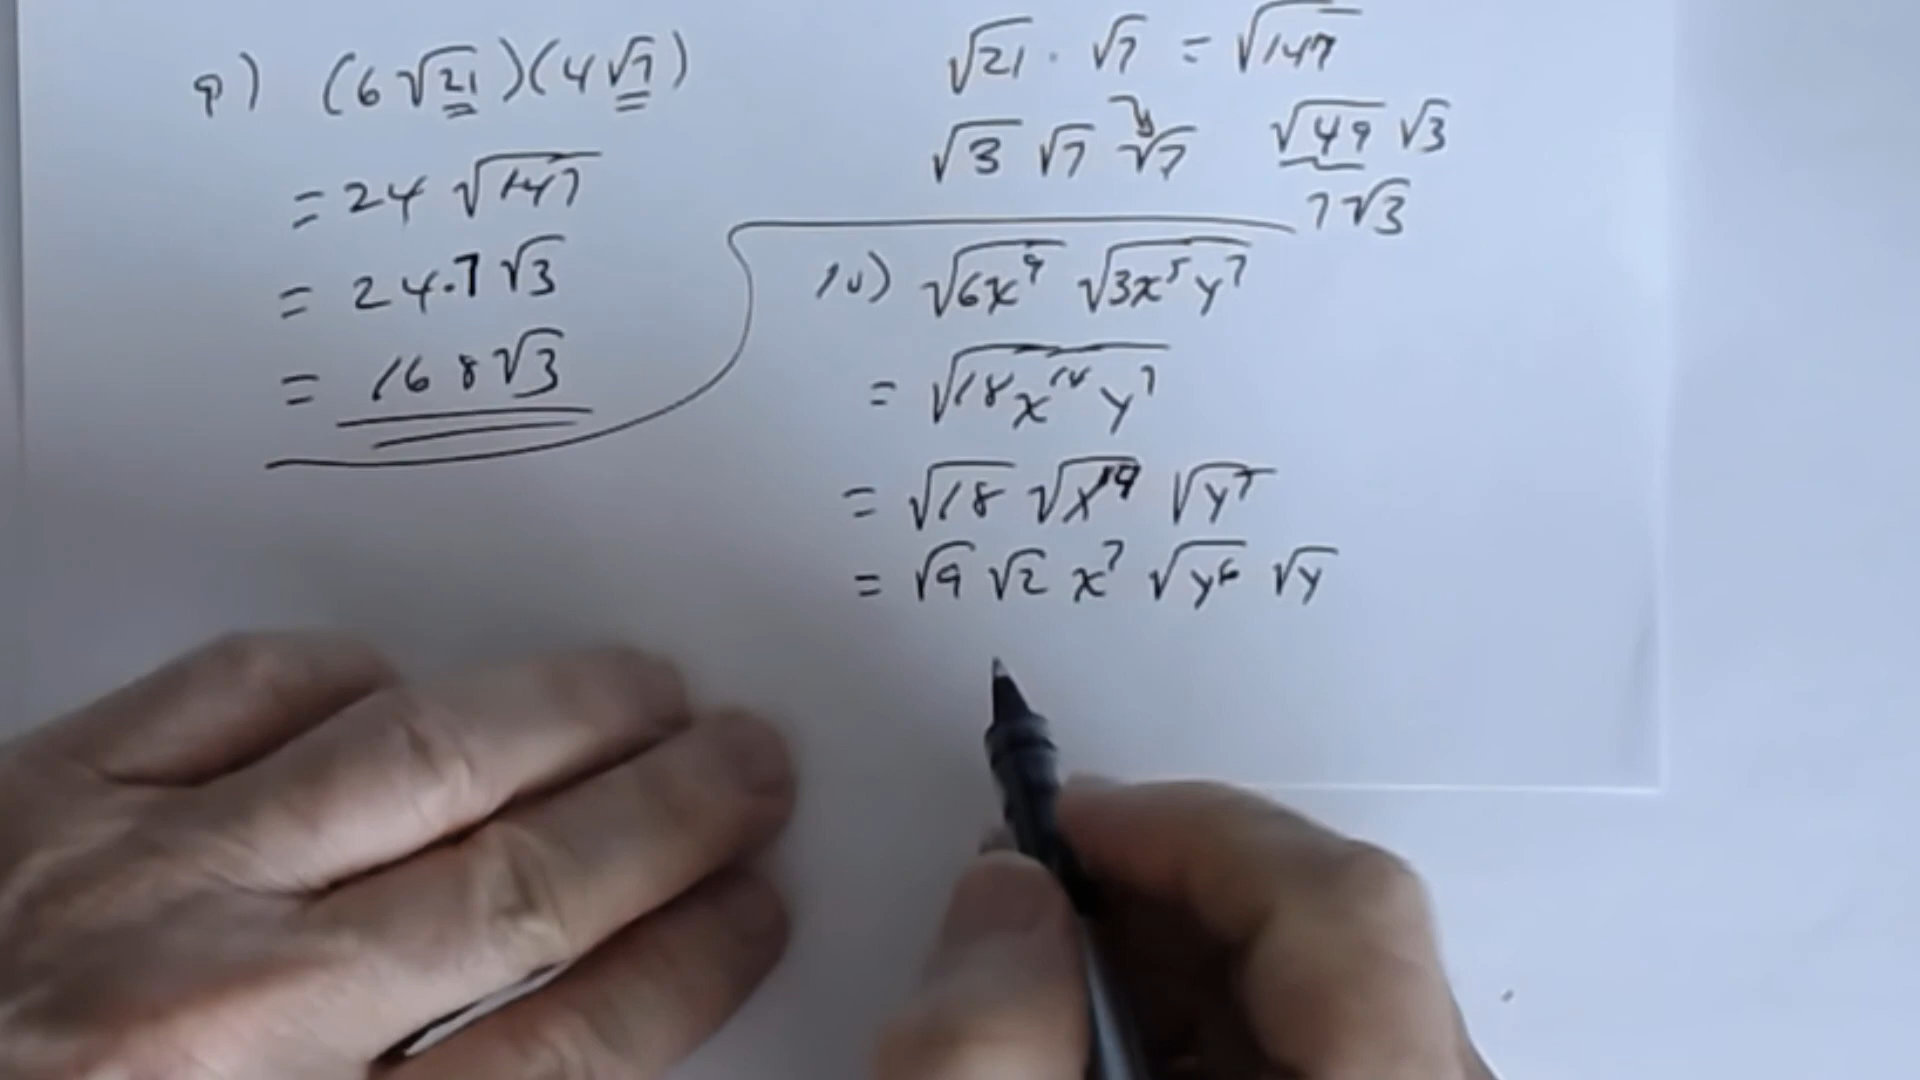 9) (6√21)(4√7)
= 24 √147
= 24·7√3
= 168√3
√21 · √7 = √147
√3 √7 √7 √49 √3
7√3
10) √6x⁹ √3x⁵y⁷
= √18x¹⁴y⁷
= √18 √x¹⁴ √y⁷
= √9 √2 x⁷ √y⁶ √y